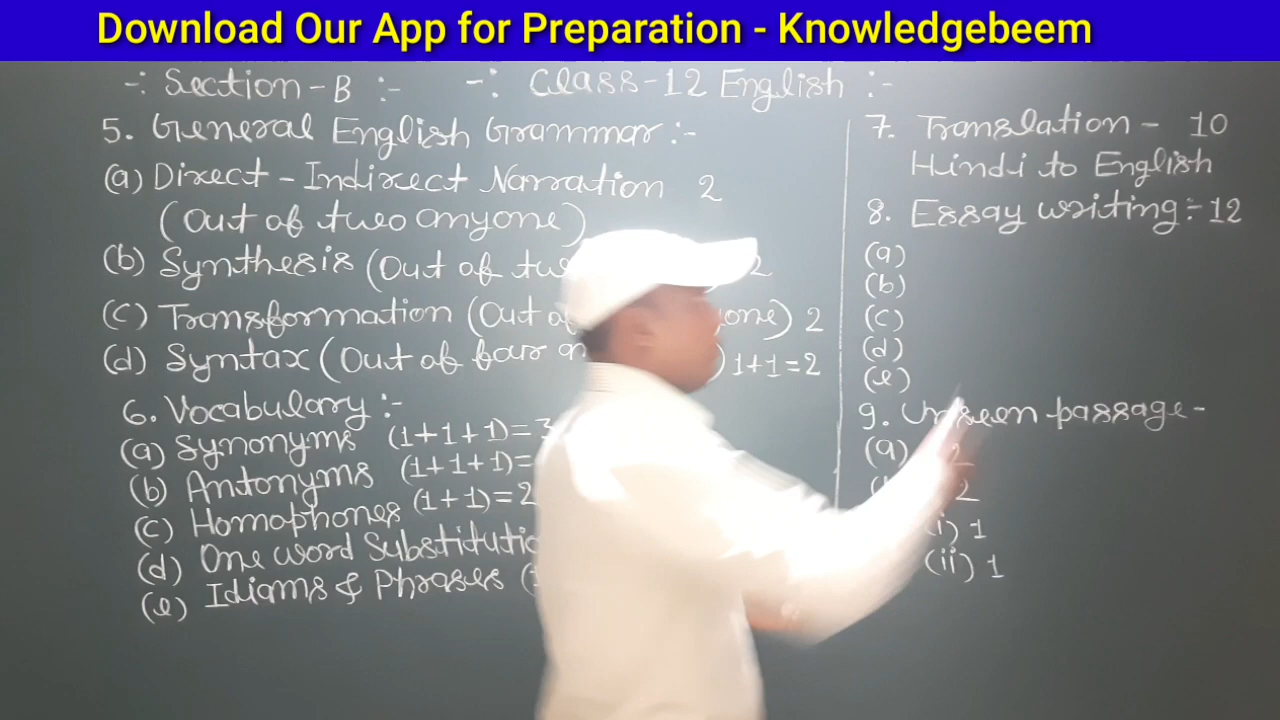 Download Our App for Preparation - Knowledgebeem
-: Section-B :-
-: Class-12 English :-
5. General English Grammar:-
(a) Direct - Indirect Narration 2
(Out of two anyone)
(b) Synthesis (Out of 2
(c) Transformation (Out one) 2
(d) Syntax (Out of four ) 1+1=2
6. Vocabulary :-
(a) Synonyms (1+1+1)=3
(b) Antonyms (1+1+1)=
(c) Homophones (1+1)=2
(d) One word
(e) Idioms & Phrases (
7. Translation - 10
Hindi to English
8. Essay writing:-12
(a)
(b)
(c)
(d)
(e)
9. Unseen passage -
(a) 2
2
(i) 1
(ii) 1